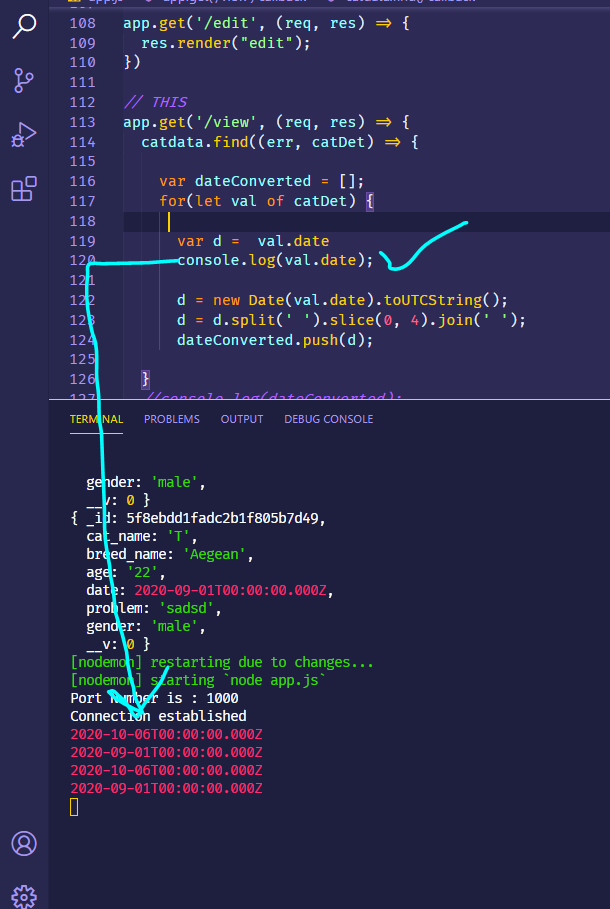 108 app.get('/edit', (req, res) => {
109 res.render("edit");
110 })
111
112 // THIS
113 app.get('/view', (req, res) => {
114 catdata.find((err, catDet) => {
115
116 var dateConverted = [];
117 for(let val of catDet) {
118
119 var d = val.date
120 console.log(val.date);
121
122 d = new Date(val.date).toUTCString();
123 d = d.split(' ').slice(0, 4).join(' ');
124 dateConverted.push(d);
125
126 }
127 //console.log(dateConverted);
TERMINAL PROBLEMS OUTPUT DEBUG CONSOLE
gender: 'male',
__v: 0 }
{ _id: 5f8ebdd1fadc2b1f805b7d49,
cat_name: 'T',
breed_name: 'Aegean',
age: '22',
date: 2020-09-01T00:00:00.000Z,
problem: 'sadsd',
gender: 'male',
__v: 0 }
[nodemon] restarting due to changes...
[nodemon] starting `node app.js`
Port Number is : 1000
Connection established
2020-10-06T00:00:00.000Z
2020-09-01T00:00:00.000Z
2020-10-06T00:00:00.000Z
2020-09-01T00:00:00.000Z